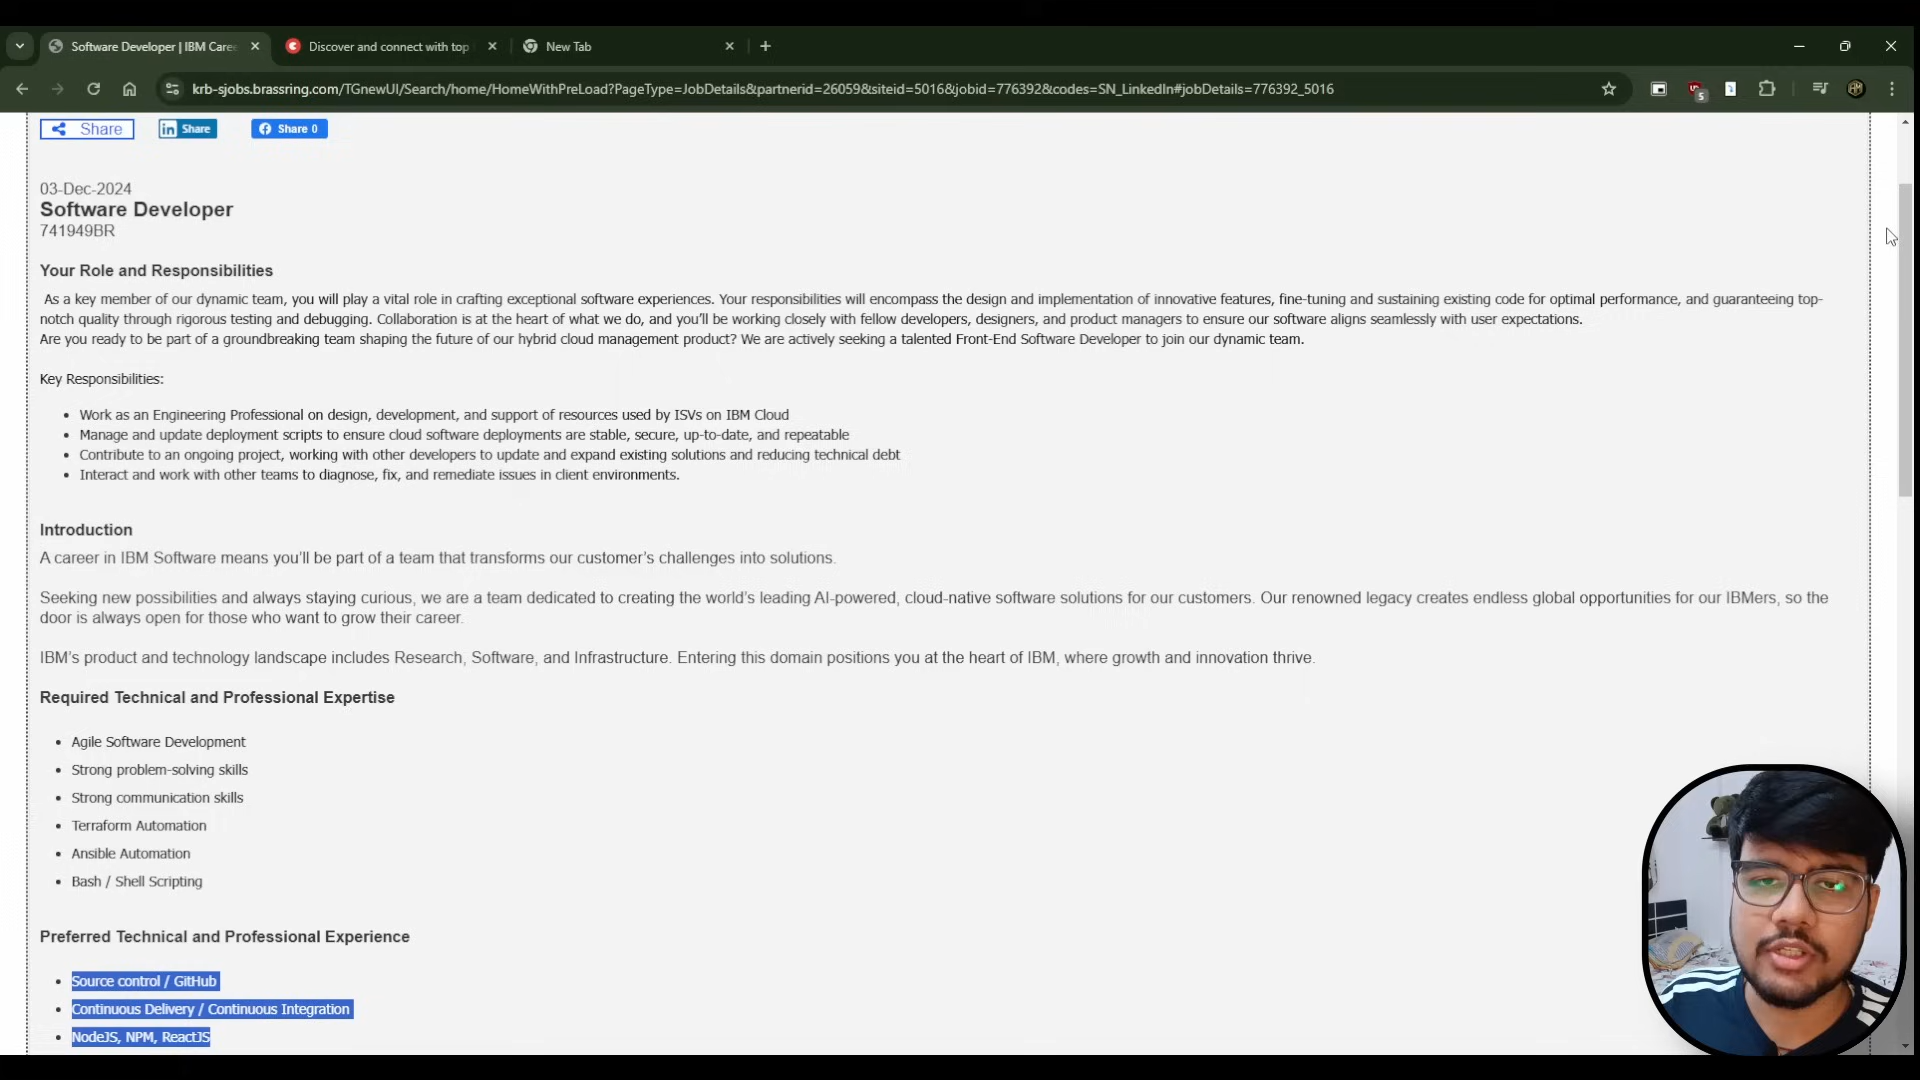 Software Developer | IBM Caree
Discover and connect with top
New Tab
krb-sjobs.brassring.com/TGnewUI/Search/home/HomeWithPreLoad?PageType=JobDetails&partnerid=26059&siteid=5016&jobid=776392&codes=SN_LinkedIn#jobDetails=776392_5016
5
Share
in Share
Share 0
03-Dec-2024
Software Developer
741949BR
Your Role and Responsibilities
As a key member of our dynamic team, you will play a vital role in crafting exceptional software experiences. Your responsibilities will encompass the design and implementation of innovative features, fine-tuning and sustaining existing code for optimal performance, and guaranteeing top-
notch quality through rigorous testing and debugging. Collaboration is at the heart of what we do, and you'll be working closely with fellow developers, designers, and product managers to ensure our software aligns seamlessly with user expectations.
Are you ready to be part of a groundbreaking team shaping the future of our hybrid cloud management product? We are actively seeking a talented Front-End Software Developer to join our dynamic team.
Key Responsibilities:
• Work as an Engineering Professional on design, development, and support of resources used by ISVs on IBM Cloud
• Manage and update deployment scripts to ensure cloud software deployments are stable, secure, up-to-date, and repeatable
• Contribute to an ongoing project, working with other developers to update and expand existing solutions and reducing technical debt
• Interact and work with other teams to diagnose, fix, and remediate issues in client environments.
Introduction
A career in IBM Software means you'll be part of a team that transforms our customer's challenges into solutions.
Seeking new possibilities and always staying curious, we are a team dedicated to creating the world's leading AI-powered, cloud-native software solutions for our customers. Our renowned legacy creates endless global opportunities for our IBMers, so the
door is always open for those who want to grow their career.
IBM's product and technology landscape includes Research, Software, and Infrastructure. Entering this domain positions you at the heart of IBM, where growth and innovation thrive.
Required Technical and Professional Expertise
• Agile Software Development
• Strong problem-solving skills
• Strong communication skills
• Terraform Automation
• Ansible Automation
• Bash / Shell Scripting
Preferred Technical and Professional Experience
• Source control / GitHub
• Continuous Delivery / Continuous Integration
• NodeJS, NPM, ReactJS